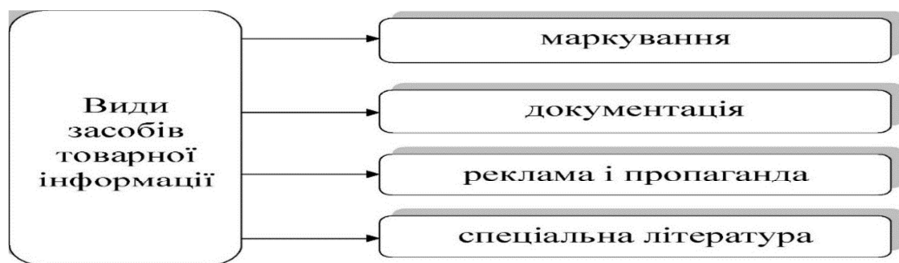 Види
засобів
товарної
інформації
маркування
документація
реклама і пропаганда
спеціальна література